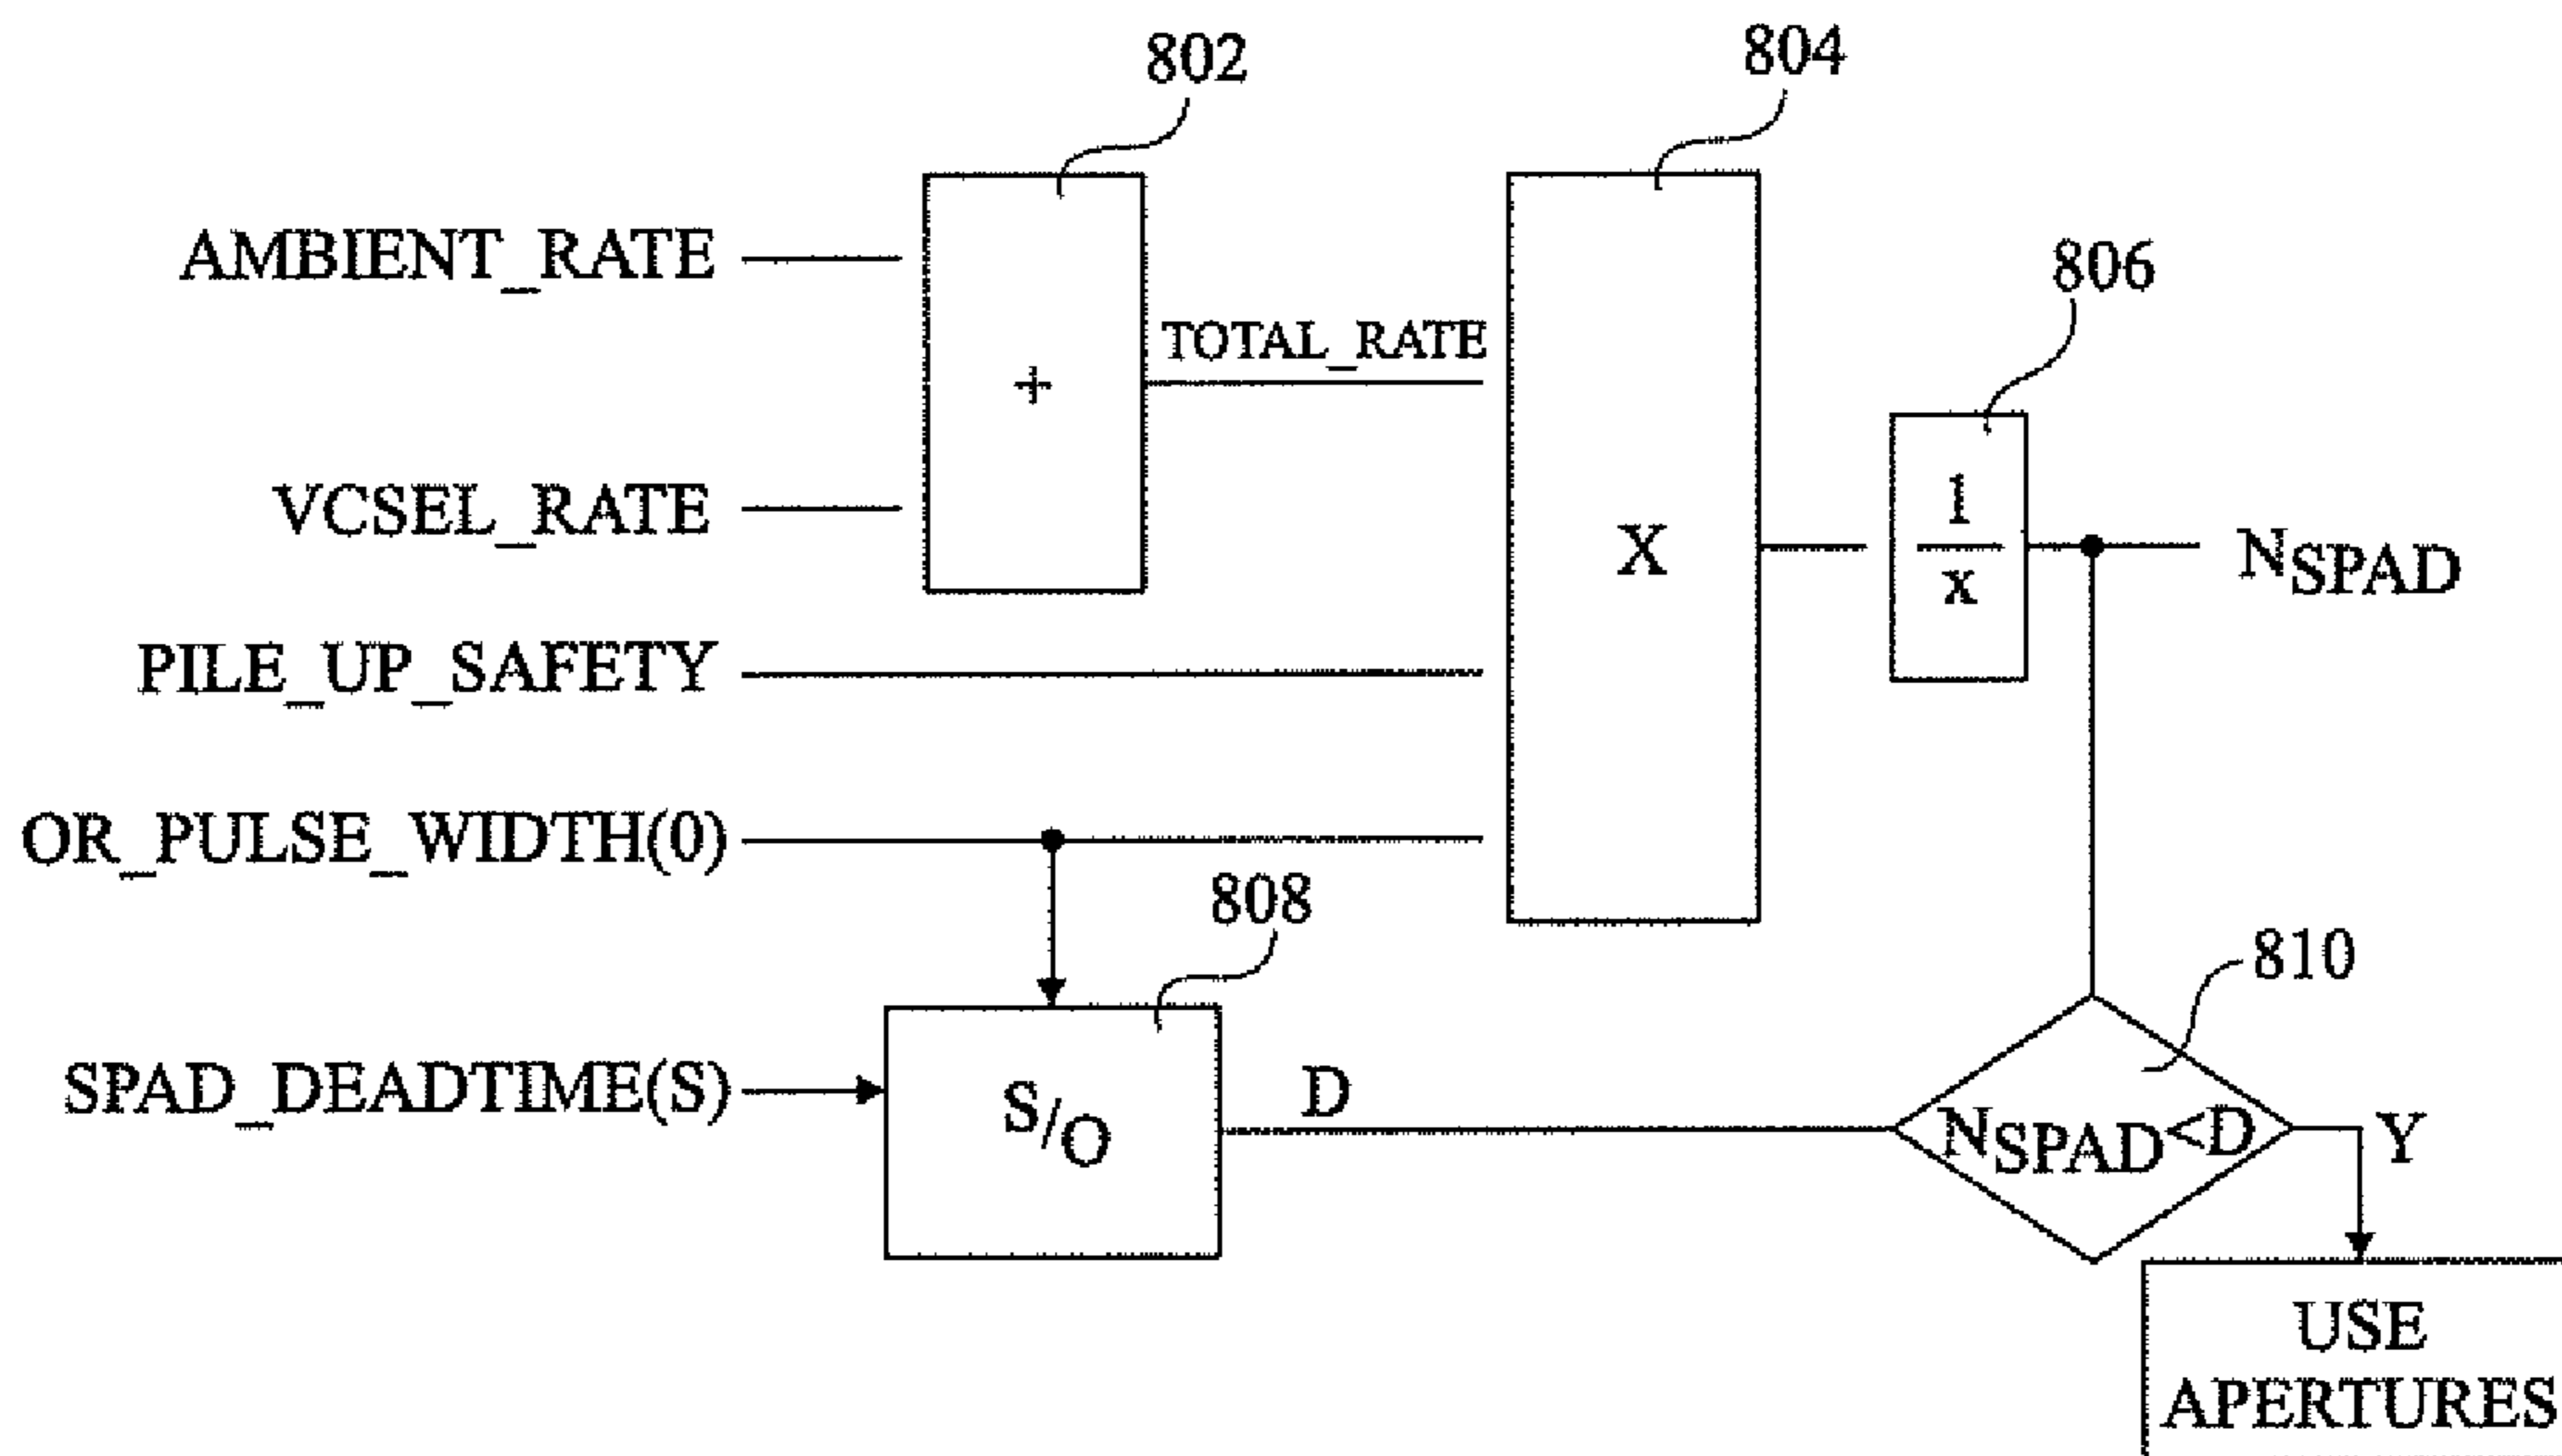 802
804
AMBIENT_RATE
806
TOTAL_RATE
+
VCSEL_RATE
1
x
X
NSPAD
PILE_UP_SAFETY
OR_PULSE_WIDTH(0)
808
810
SPAD_DEADTIME(S)
S/O
D
NSPAD<D
Y
USE
APERTURES